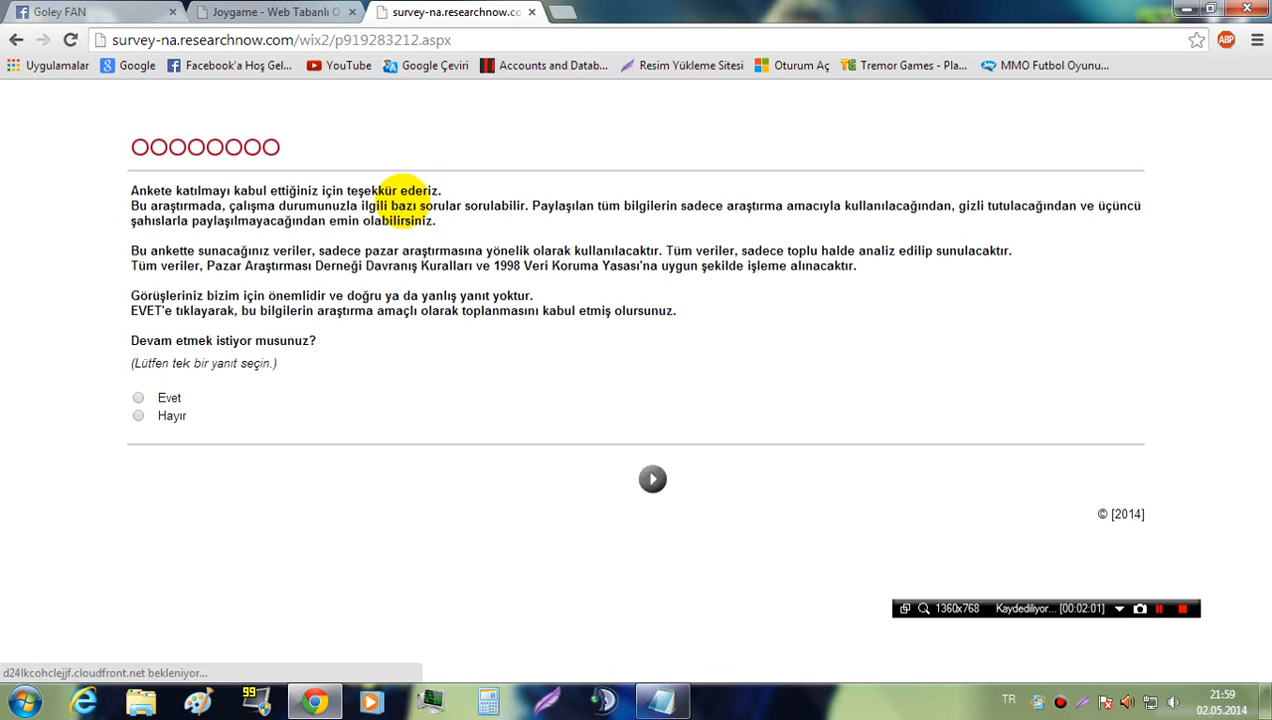 Goley FAN
Joygame - Web Tabanlı O
survey-na.researchnow.co
survey-na.researchnow.com/wix2/p919283212.aspx
ABP
Uygulamalar
Google
Facebook'a Hoş Gel...
YouTube
Google Çeviri
Accounts and Datab...
Resim Yükleme Sitesi
Oturum Aç
Tremor Games - Pla...
MMO Futbol Oyunu...
Ankete katılmayı kabul ettiğiniz için teşekkür ederiz.
Bu araştırmada, çalışma durumunuzla ilgili bazı sorular sorulabilir. Paylaşılan tüm bilgilerin sadece araştırma amacıyla kullanılacağından, gizli tutulacağından ve üçüncü
şahıslarla paylaşılmayacağından emin olabilirsiniz.
Bu ankette sunacağınız veriler, sadece pazar araştırmasına yönelik olarak kullanılacaktır. Tüm veriler, sadece toplu halde analiz edilip sunulacaktır.
Tüm veriler, Pazar Araştırması Derneği Davranış Kuralları ve 1998 Veri Koruma Yasası'na uygun şekilde işleme alınacaktır.
Görüşleriniz bizim için önemlidir ve doğru ya da yanlış yanıt yoktur.
EVET'e tıklayarak, bu bilgilerin araştırma amaçlı olarak toplanmasını kabul etmiş olursunuz.
Devam etmek istiyor musunuz?
(Lütfen tek bir yanıt seçin.)
Evet
Hayır
© [2014]
1360x768 Kaydediliyor... [00:02:01]
d24lkcohclejjf.cloudfront.net bekleniyor...
99
TR
21:59
02.05.2014